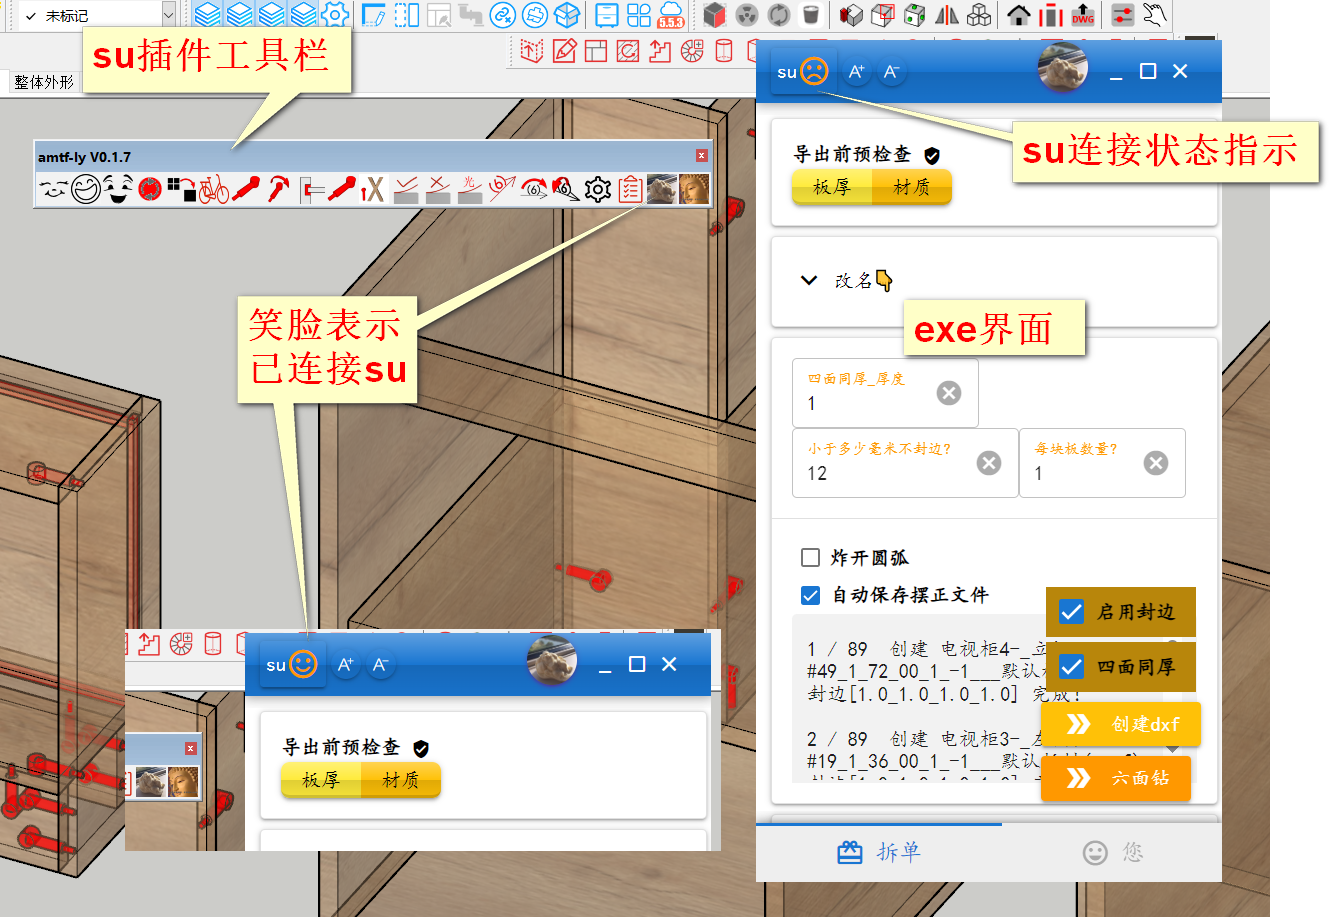 未标记
5.5.3
DWG
su插件工具栏
整体外形
su
A+
A-
su连接状态指示
amtf-ly V0.1.7
光
(6)
导出前预检查
板厚
材质
改名
exe界面
笑脸表示
已连接su
四面同厚_厚度
1
小于多少毫米不封边?
12
每块板数量?
1
炸开圆弧
自动保存摆正文件
启用封边
四面同厚
1 / 89 创建 电视柜4-_立
#49_1_72_00_1_-1___默认
封边[1.0_1.0_1.0_1.0] 完成!
2 / 89 创建 电视柜3-_左
#19_1_36_00_1_-1___默认
创建dxf
六面钻
拆单
您
su
A+
A-
导出前预检查
板厚
材质